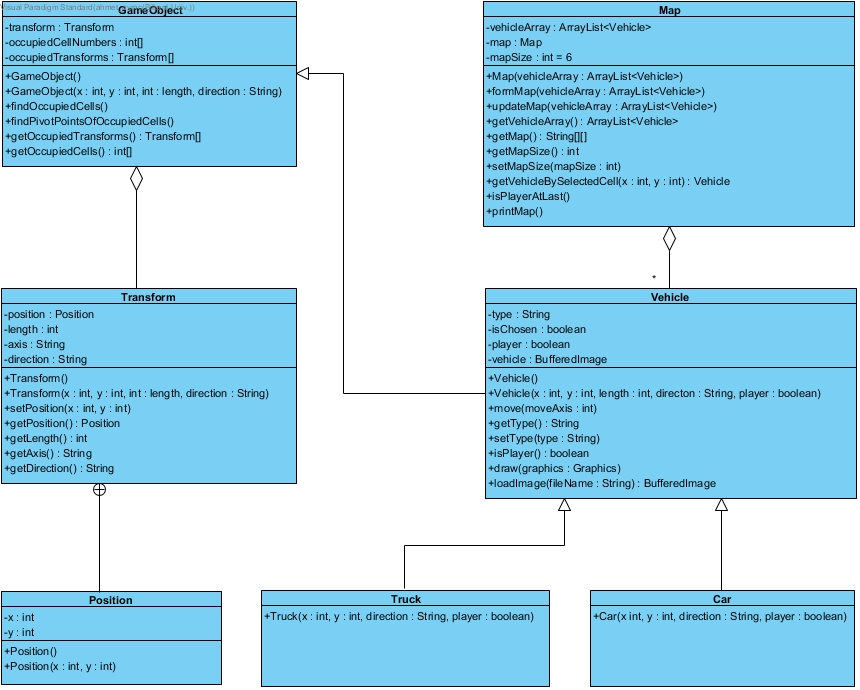 Visual Paradigm Standard
GameObject
-transform : Transform
-occupiedCellNumbers : int[]
-occupiedTransforms : Transform[]
+GameObject()
+GameObject(x : int, y : int, int : length, direction : String)
+findOccupiedCells()
+findPivotPointsOfOccupiedCells()
+getOccupiedTransforms() : Transform[]
+getOccupiedCells() : int[]
Map
-vehicleArray : ArrayList<Vehicle>
-map : Map
-mapSize : int = 6
+Map(vehicleArray : ArrayList<Vehicle>)
+formMap(vehicleArray : ArrayList<Vehicle>)
+updateMap(vehicleArray : ArrayList<Vehicle>)
+getVehicleArray() : ArrayList<Vehicle>
+getMap() : String[][]
+getMapSize() : int
+setMapSize(mapSize : int)
+getVehicleBySelectedCell(x : int, y : int) : Vehicle
+isPlayerAtLast()
+printMap()
*
Transform
-position : Position
-length : int
-axis : String
-direction : String
+Transform()
+Transform(x : int, y : int, int : length, direction : String)
+setPosition(x : int, y : int)
+getPosition() : Position
+getLength() : int
+getAxis() : String
+getDirection() : String
Vehicle
-type : String
-isChosen : boolean
-player : boolean
-vehicle : BufferedImage
+Vehicle()
+Vehicle(x : int, y : int, length : int, directon : String, player : boolean)
+move(moveAxis : int)
+getType() : String
+setType(type : String)
+isPlayer() : boolean
+draw(graphics : Graphics)
+loadImage(fileName : String) : BufferedImage
Position
-x : int
-y : int
+Position()
+Position(x : int, y : int)
Truck
+Truck(x : int, y : int, direction : String, player : boolean)
Car
+Car(x int, y : int, direction : String, player : boolean)